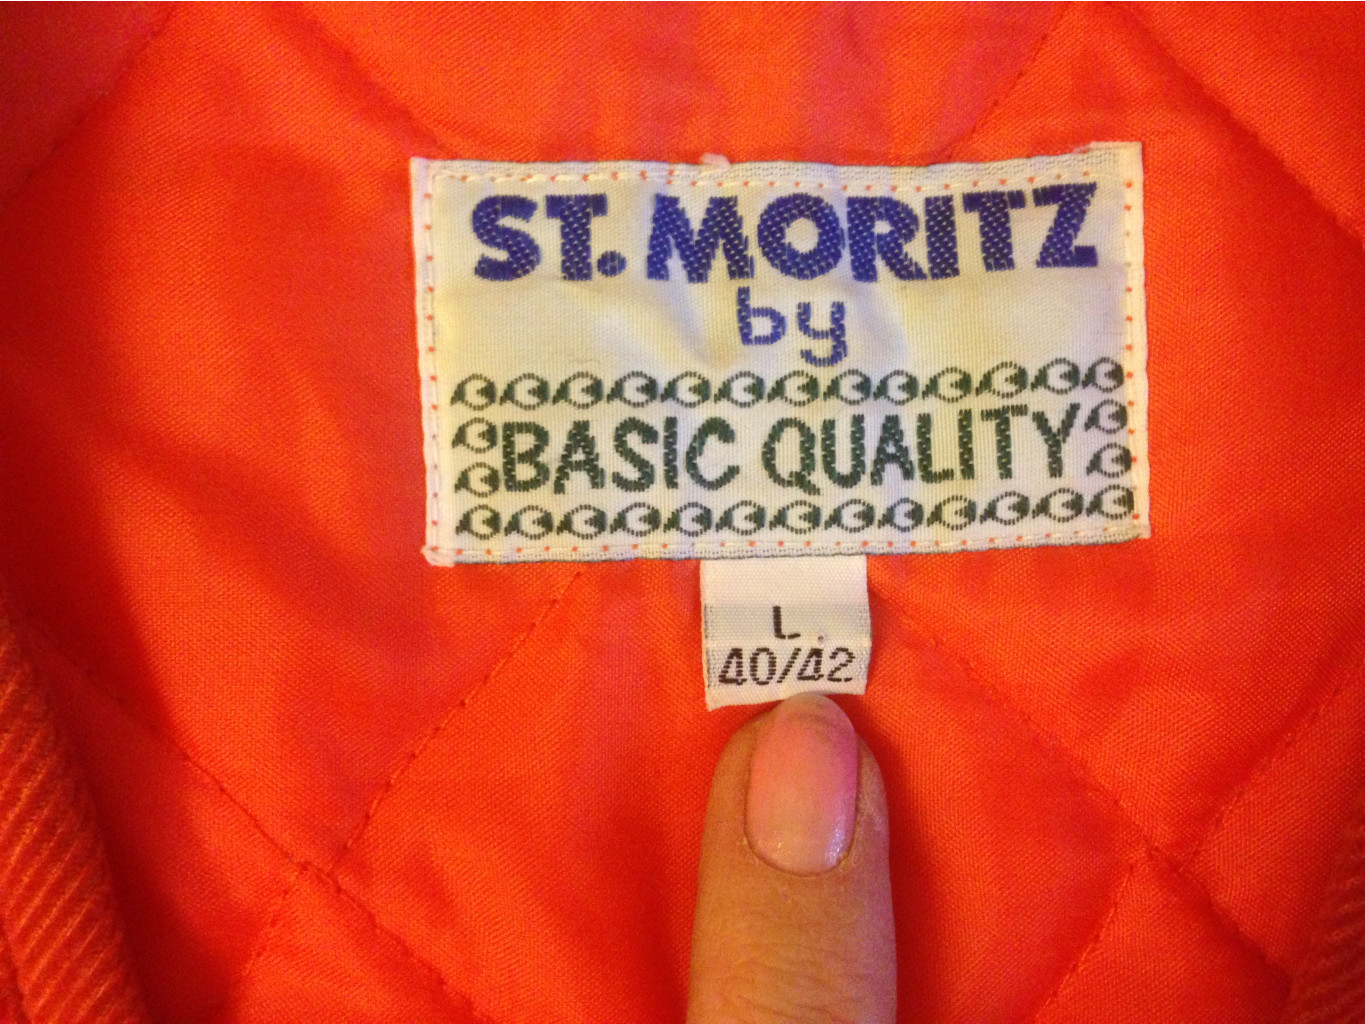 ST. MORITZ
by
BASIC QUALITY
L
40/42